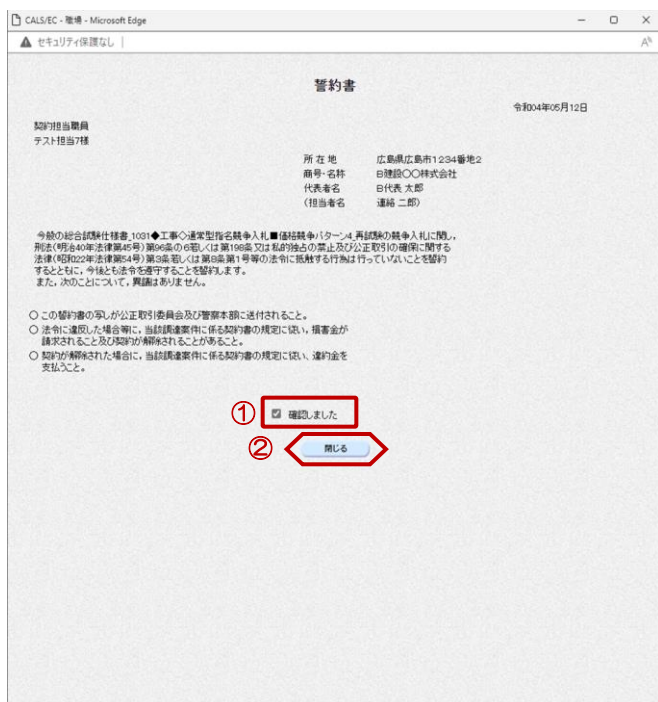 CALS/EC - 職場 - Microsoft Edge
セキュリティ保護なし
誓約書
令和04年05月12日
契約担当職員
テスト担当7様
所 在 地 広島県広島市1234番地2
商号・名称 B建設〇〇株式会社
代表者名 B代表 太郎
(担当者名 連絡 二郎)
今般の総合試験仕様書_1031◆工事◇通常型指名競争入札■価格競争パターン4_再試験の競争入札に関し,
刑法(明治40年法律第45号)第96条の6若しくは第198条又は私的独占の禁止及び公正取引の確保に関する
法律(昭和22年法律第54号)第3条若しくは第8条第1号等の法令に抵触する行為は行っていないことを誓約
するとともに,今後とも法令を遵守することを誓約します。
また,次のことについて,異議はありません。
〇 この誓約書の写しが公正取引委員会及び警察本部に送付されること。
〇 法令に違反した場合等に,当該調達案件に係る契約書の規定に従い,損害金が
請求されること及び契約が解除されることがあること。
〇 契約が解除された場合に,当該調達案件に係る契約書の規定に従い、違約金を
支払うこと。
① 確認しました
② 閉じる